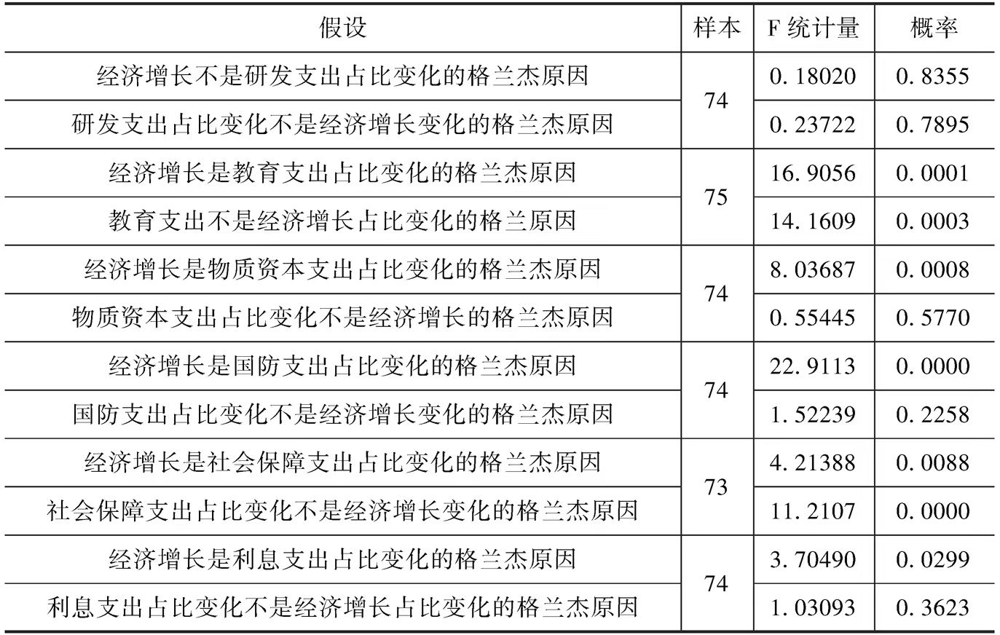 假设 样本 F 统计量 概率
经济增长不是研发支出占比变化的格兰杰原因 74 0.18020 0.8355
研发支出占比变化不是经济增长变化的格兰杰原因 0.23722 0.7895
经济增长是教育支出占比变化的格兰杰原因 75 16.9056 0.0001
教育支出不是经济增长占比变化的格兰原因 14.1609 0.0003
经济增长是物质资本支出占比变化的格兰杰原因 74 8.03687 0.0008
物质资本支出占比变化不是经济增长的格兰杰原因 0.55445 0.5770
经济增长是国防支出占比变化的格兰杰原因 74 22.9113 0.0000
国防支出占比变化不是经济增长变化的格兰杰原因 1.52239 0.2258
经济增长是社会保障支出占比变化的格兰杰原因 73 4.21388 0.0088
社会保障支出占比变化不是经济增长变化的格兰杰原因 11.2107 0.0000
经济增长是利息支出占比变化的格兰杰原因 74 3.70490 0.0299
利息支出占比变化不是经济增长占比变化的格兰杰原因 1.03093 0.3623